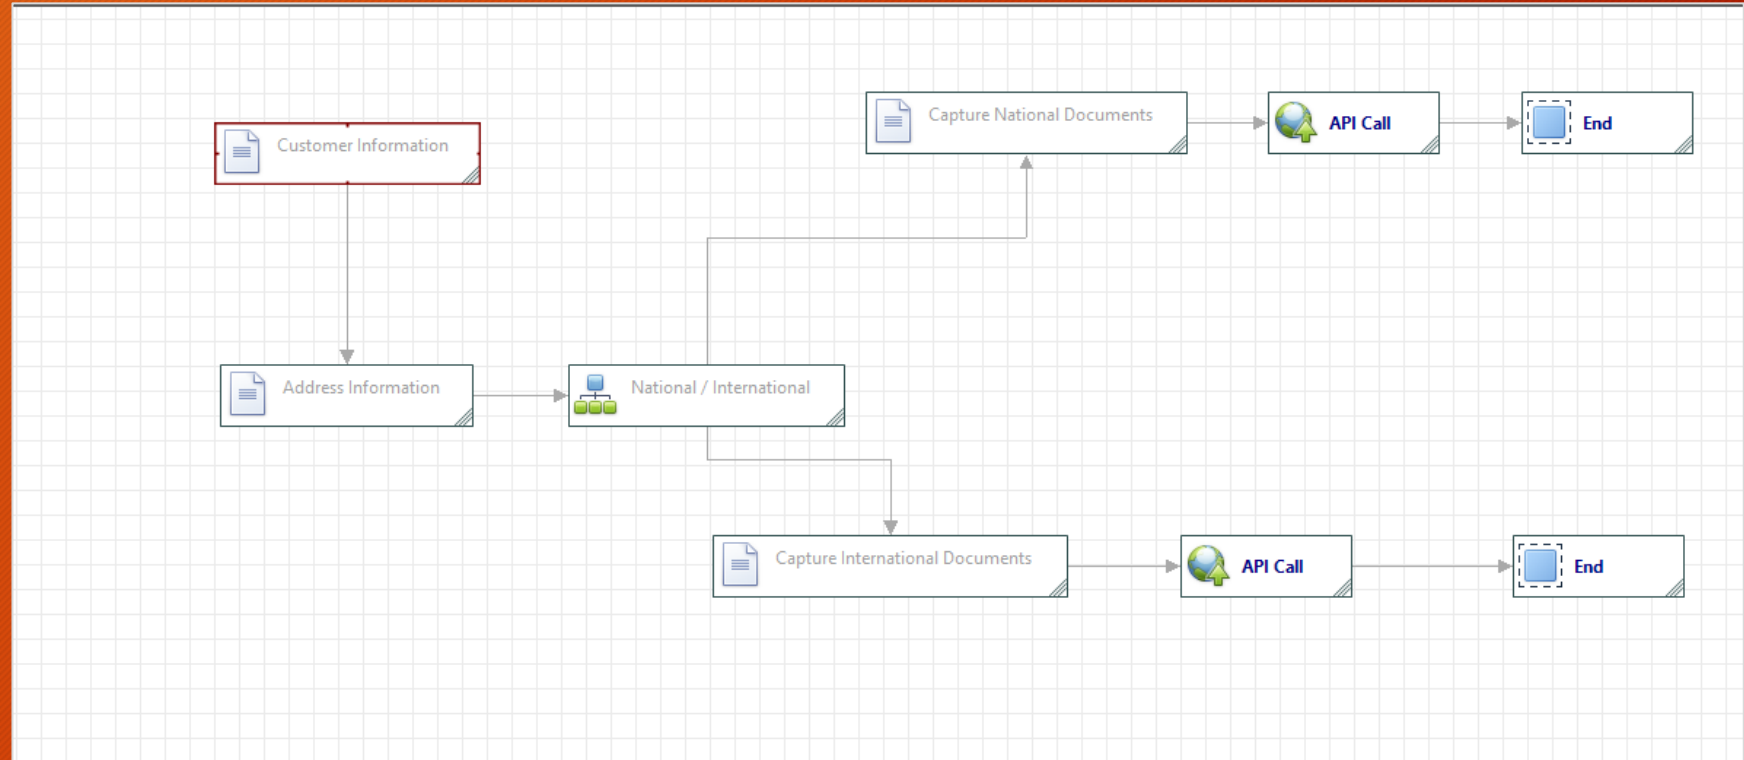 Customer Information
Capture National Documents
API Call
End
Address Information
National / International
Capture International Documents
API Call
End